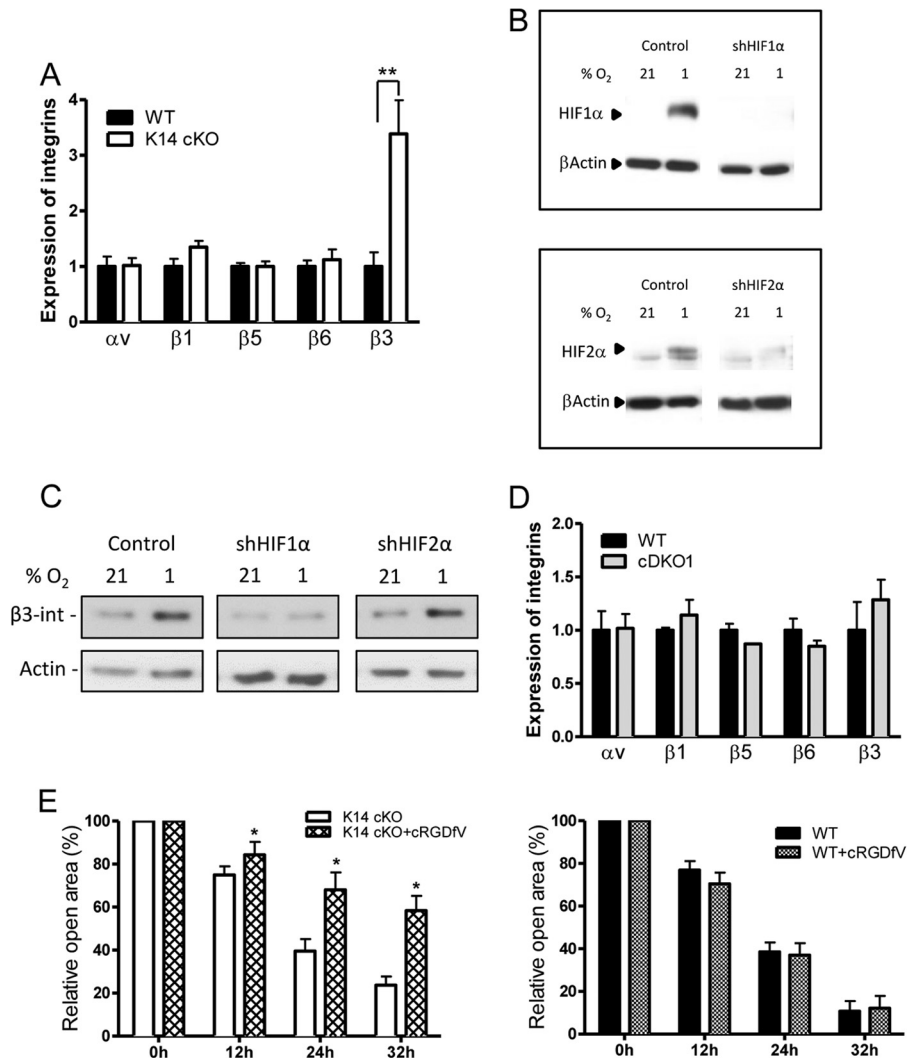 A
Expression of integrins
4
3
2
1
0
WT
K14 cKO
**
αv β1 β5 β6 β3
B
Control shHIF1α
% O2 21 1 21 1
HIF1α
βActin
Control shHIF2α
% O2 21 1 21 1
HIF2α
βActin
C
Control shHIF1α shHIF2α
% O2 21 1 21 1 21 1
β3-int -
Actin -
D
Expression of integrins
2.0
1.5
1.0
0.5
0.0
WT
cDKO1
αv β1 β5 β6 β3
E
Relative open area (%)
100
80
60
40
20
0
K14 cKO
K14 cKO+cRGDfV
*
*
*
0h 12h 24h 32h
Relative open area (%)
100
80
60
40
20
0
WT
WT+cRGDfV
0h 12h 24h 32h